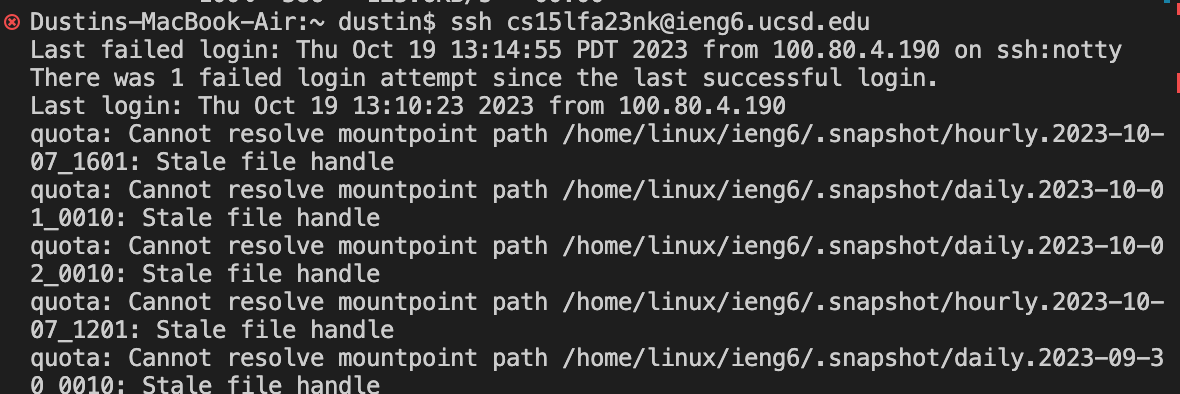 Dustins-MacBook-Air:~ dustin$ ssh cs15lfa23nk@ieng6.ucsd.edu
Last failed login: Thu Oct 19 13:14:55 PDT 2023 from 100.80.4.190 on ssh:notty
There was 1 failed login attempt since the last successful login.
Last login: Thu Oct 19 13:10:23 2023 from 100.80.4.190
quota: Cannot resolve mountpoint path /home/linux/ieng6/.snapshot/hourly.2023-10-
07_1601: Stale file handle
quota: Cannot resolve mountpoint path /home/linux/ieng6/.snapshot/daily.2023-10-0
1_0010: Stale file handle
quota: Cannot resolve mountpoint path /home/linux/ieng6/.snapshot/daily.2023-10-0
2_0010: Stale file handle
quota: Cannot resolve mountpoint path /home/linux/ieng6/.snapshot/hourly.2023-10-
07_1201: Stale file handle
quota: Cannot resolve mountpoint path /home/linux/ieng6/.snapshot/daily.2023-09-3
0_0010: Stale file handle